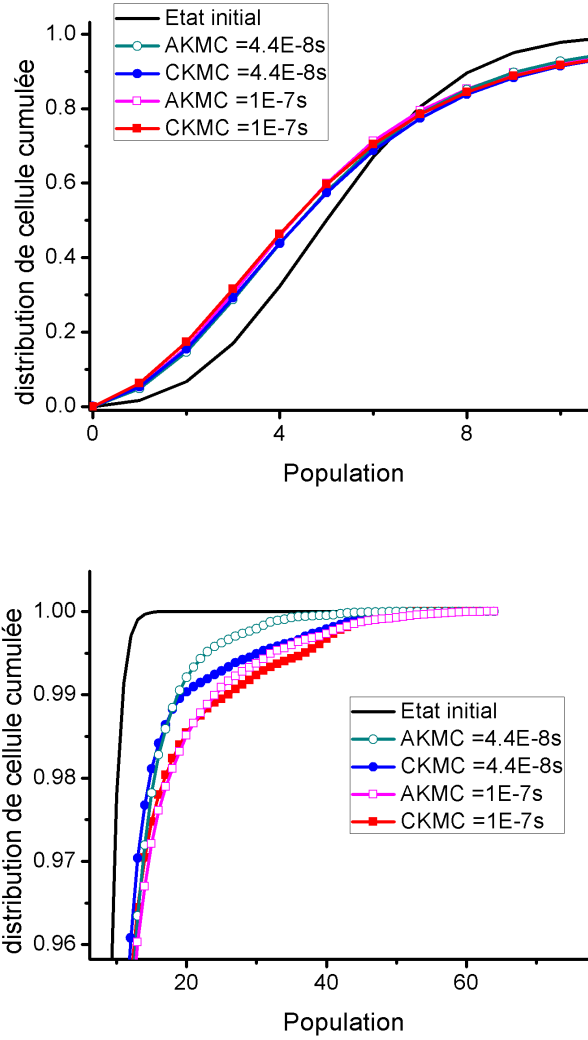 Etat initial
AKMC =4.4E-8s
CKMC =4.4E-8s
AKMC =1E-7s
CKMC =1E-7s
distribution de cellule cumulée
1.0
0.8
0.6
0.4
0.2
0.0
0 4 8
Population
distribution de cellule cumulée
1.00
0.99
0.98
0.97
0.96
Etat initial
AKMC =4.4E-8s
CKMC =4.4E-8s
AKMC =1E-7s
CKMC =1E-7s
20 40 60
Population